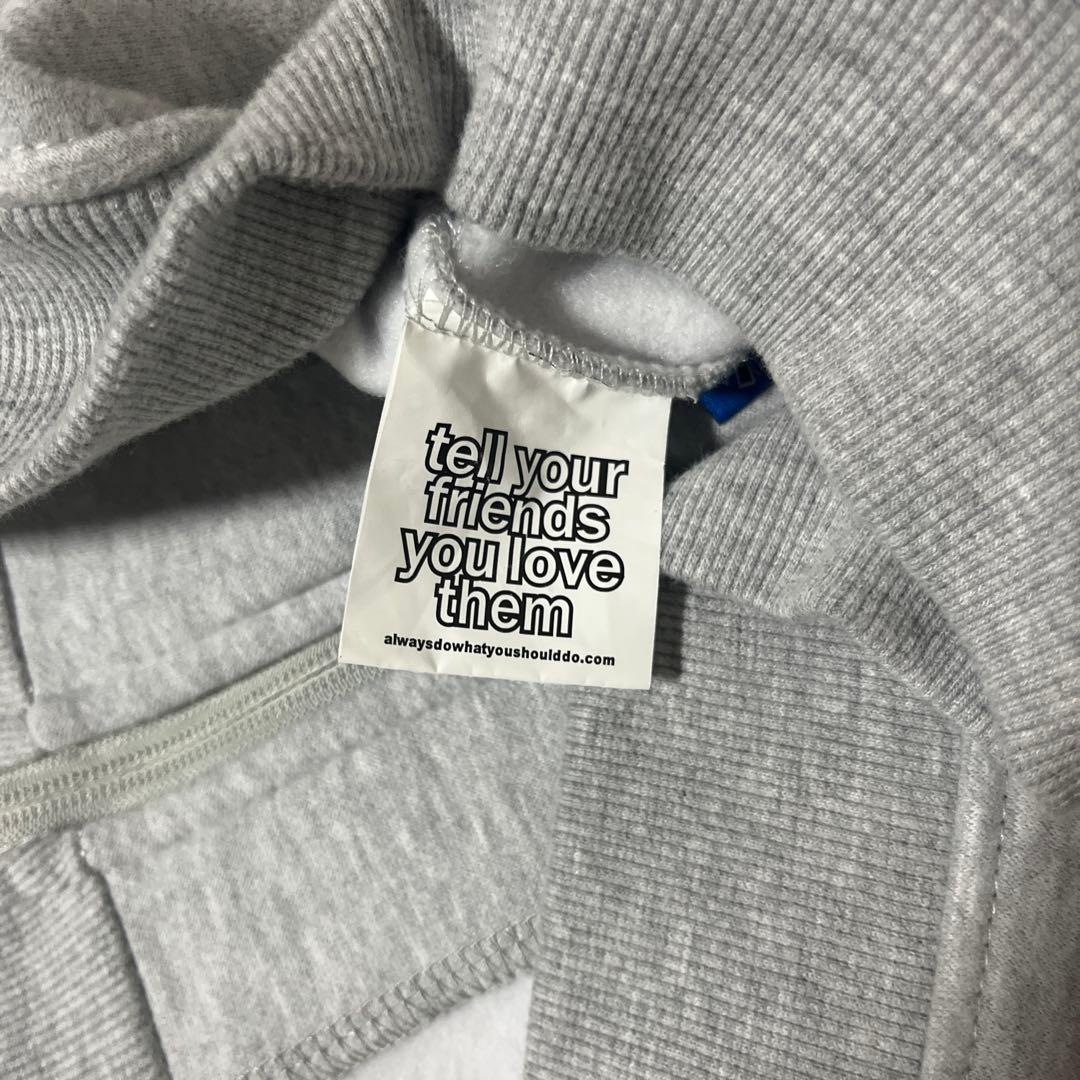 tell your
friends
you love
them
alwaysdowhatyoushoulddo.com